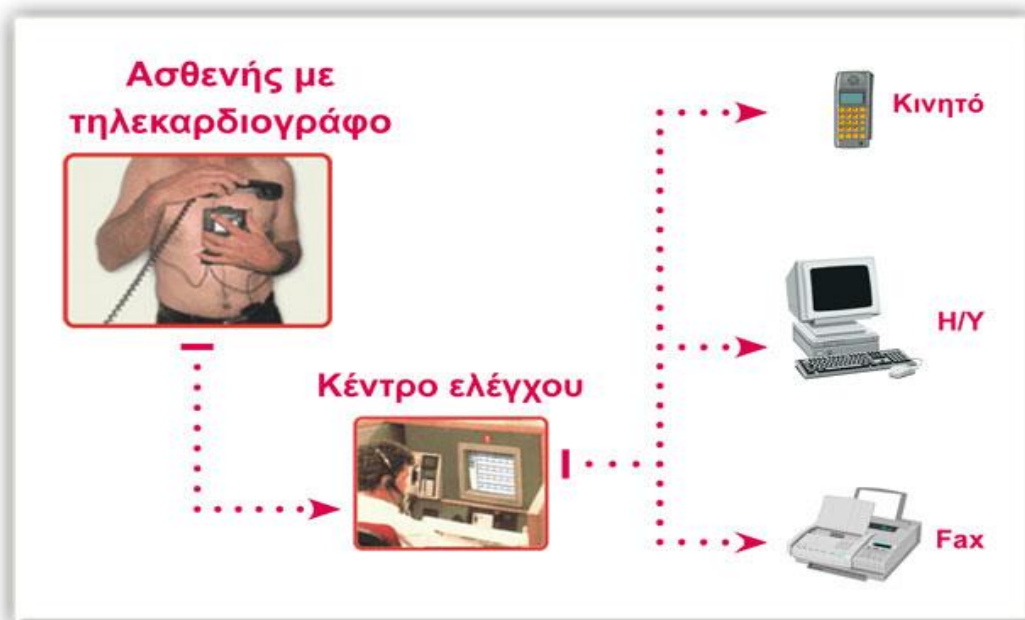 Ασθενής με
τηλεκαρδιογράφο
Κινητό
Η/Υ
Κέντρο ελέγχου
Fax